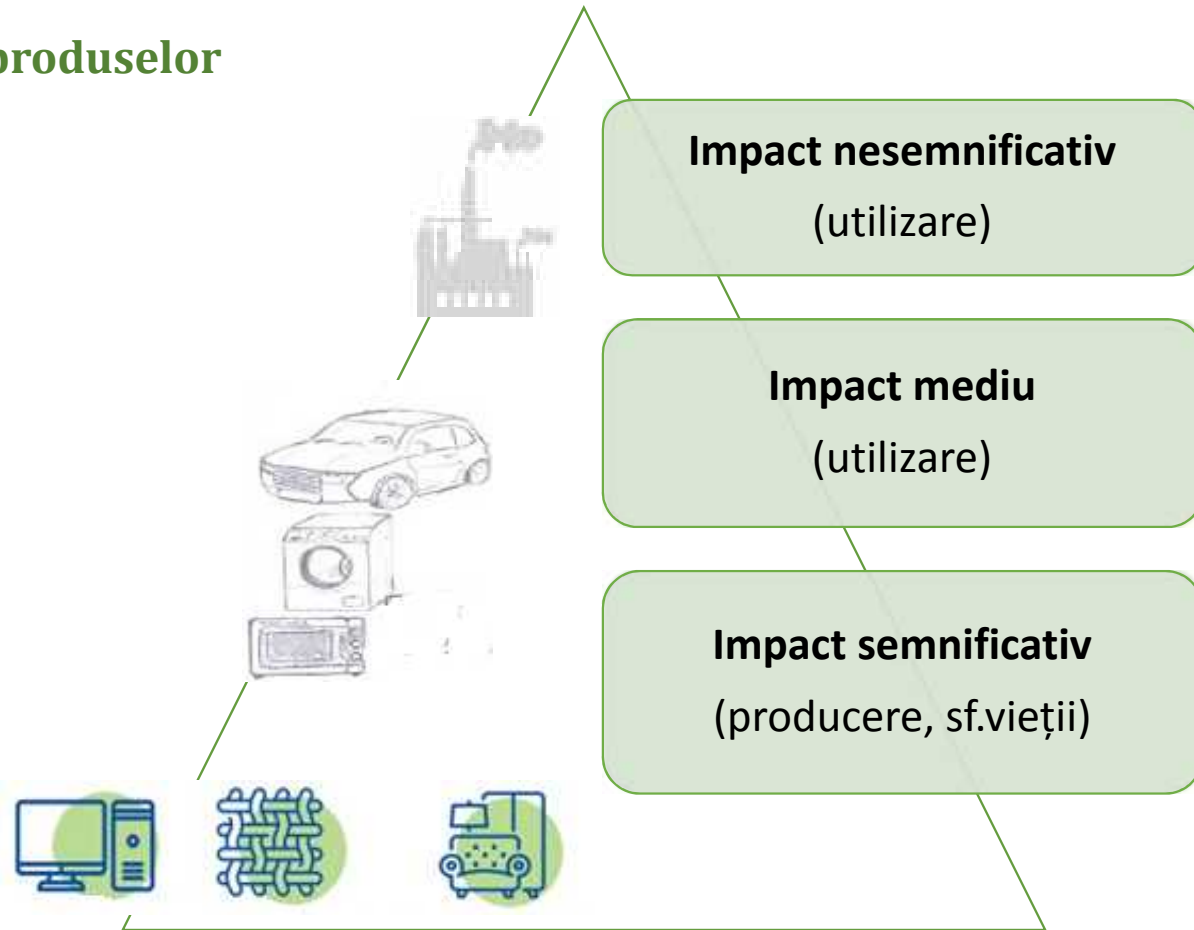 produselor
Impact nesemnificativ
(utilizare)
Impact mediu
(utilizare)
Impact semnificativ
(producere, sf.vieții)